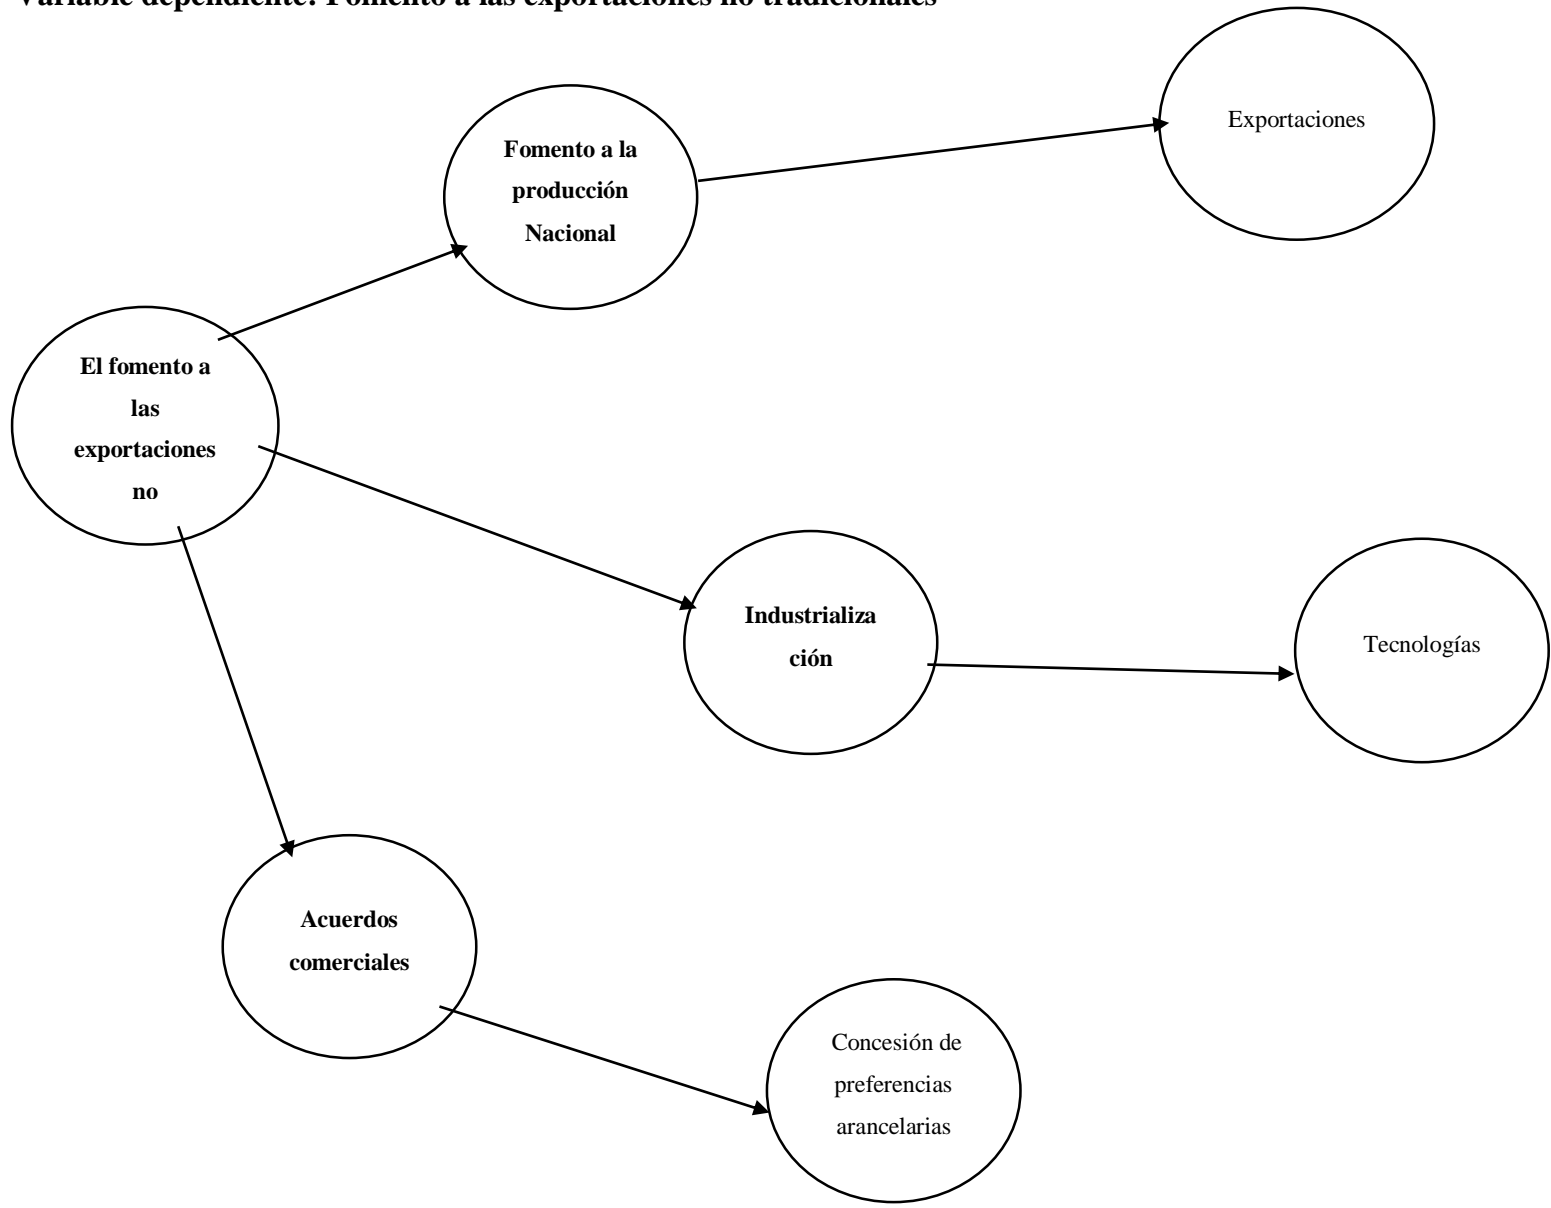 Variable dependiente: Fomento a las exportaciones no tradicionales
Exportaciones
Fomento a la
producción
Nacional
El fomento a
las
exportaciones
no
Industrializa
ción
Tecnologías
Acuerdos
comerciales
Concesión de
preferencias
arancelarias